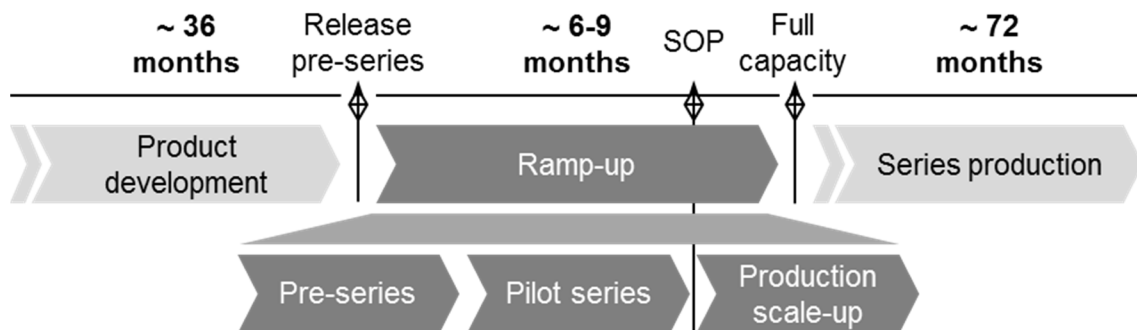 ~ 36
months
Release
pre-series
~ 6-9
months
SOP
Full
capacity
~ 72
months
Product
development
Ramp-up
Series production
Pre-series
Pilot series
Production
scale-up